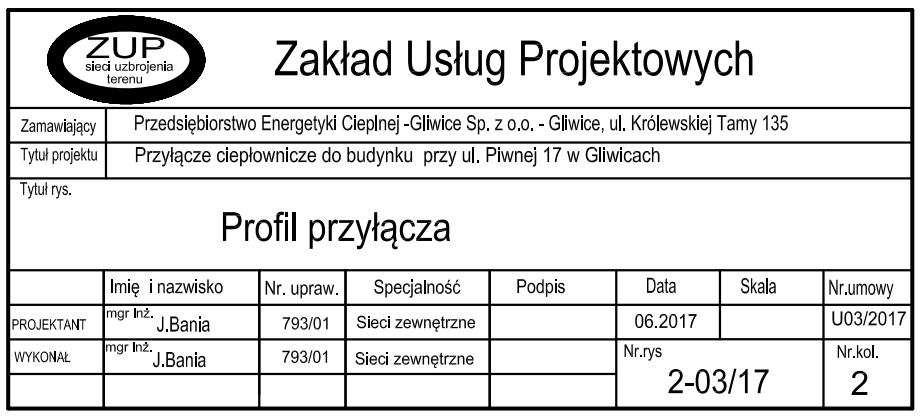 ZUP
sieci uzbrojenia
terenu
Zakład Usług Projektowych
Zamawiający Przedsiębiorstwo Energetyki Cieplnej -Gliwice Sp. z o.o. - Gliwice, ul. Królewskiej Tamy 135
Tytuł projektu Przyłącze ciepłownicze do budynku przy ul. Piwnej 17 w Gliwicach
Tytuł rys.
Profil przyłącza
Imię i nazwisko Nr. upraw. Specjalność Podpis Data Skala Nr.umowy
PROJEKTANT mgr Inż. J.Bania 793/01 Sieci zewnętrzne 06.2017 U03/2017
WYKONAŁ mgr Inż. J.Bania 793/01 Sieci zewnętrzne Nr.rys Nr.kol.
2-03/17 2